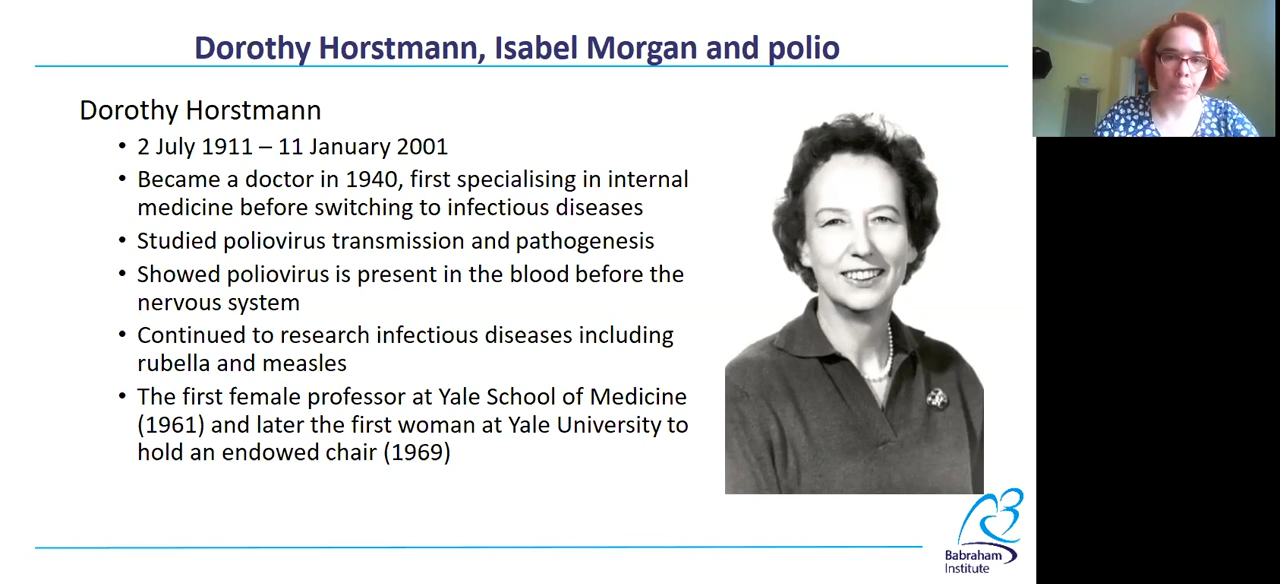 Dorothy Horstmann, Isabel Morgan and polio
Dorothy Horstmann
• 2 July 1911 – 11 January 2001
• Became a doctor in 1940, first specialising in internal
medicine before switching to infectious diseases
• Studied poliovirus transmission and pathogenesis
• Showed poliovirus is present in the blood before the
nervous system
• Continued to research infectious diseases including
rubella and measles
• The first female professor at Yale School of Medicine
(1961) and later the first woman at Yale University to
hold an endowed chair (1969)
Babraham
Institute